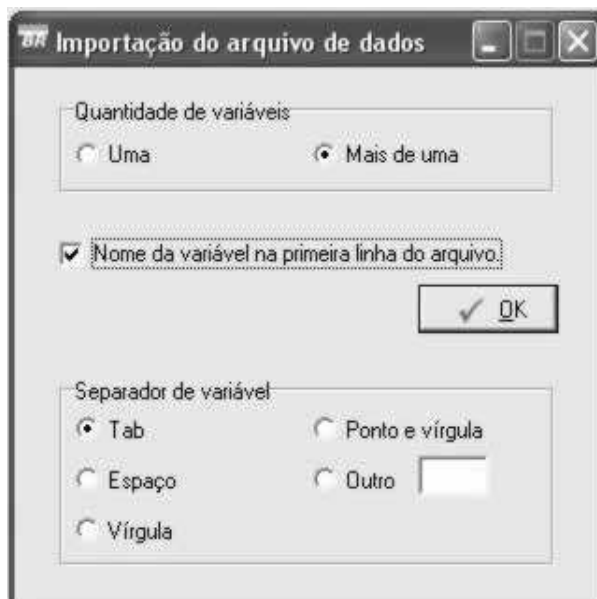 BR Importação do arquivo de dados
Quantidade de variáveis
Uma Mais de uma
Nome da variável na primeira linha do arquivo.
OK
Separador de variável
Tab Ponto e vírgula
Espaço Outro
Vírgula